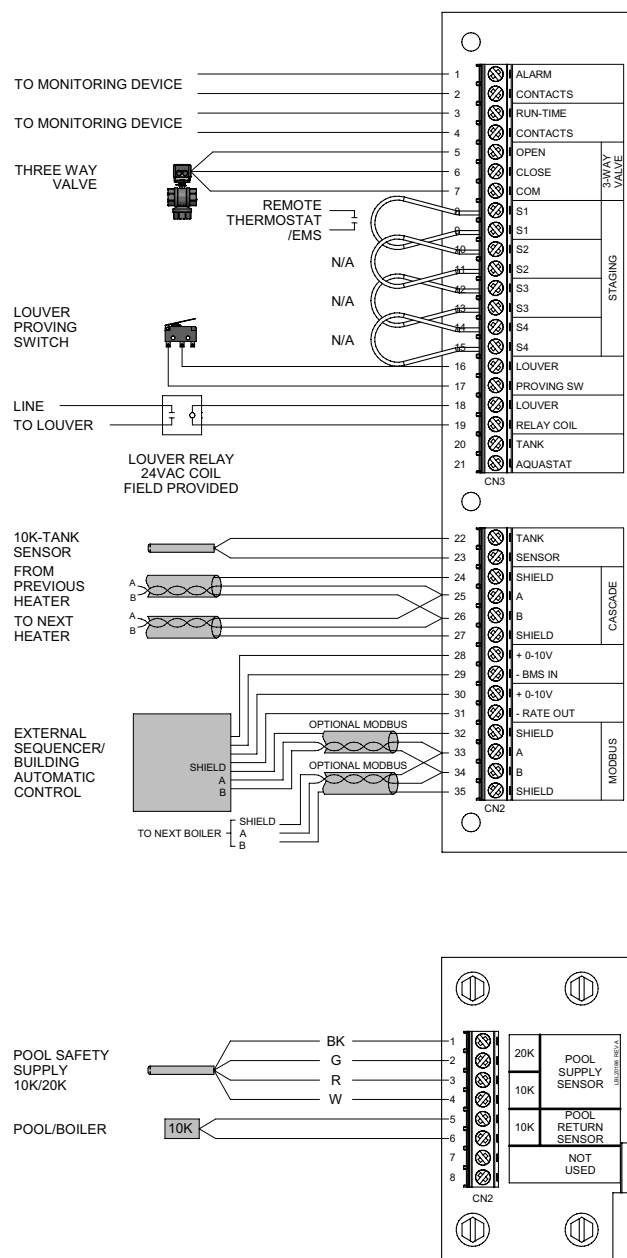 TO MONITORING DEVICE
TO MONITORING DEVICE
THREE WAY
VALVE
REMOTE
THERMOSTAT
/EMS
N/A
N/A
N/A
LOUVER
PROVING
SWITCH
LINE
TO LOUVER
LOUVER RELAY
24VAC COIL
FIELD PROVIDED
1 ALARM
2 CONTACTS
3 RUN-TIME
4 CONTACTS
5 OPEN
6 CLOSE
7 COM
3-WAY
VALVE
8 S1
9 S1
10 S2
11 S2
12 S3
13 S3
14 S4
15 S4
STAGING
16 LOUVER
17 PROVING SW
18 LOUVER
19 RELAY COIL
20 TANK
21 AQUASTAT
CN3
10K-TANK
SENSOR
FROM
PREVIOUS
HEATER
A
B
TO NEXT
HEATER
A
B
22 TANK
23 SENSOR
24 SHIELD
25 A
26 B
27 SHIELD
CASCADE
28 + 0-10V
29 - BMS IN
30 + 0-10V
31 - RATE OUT
32 SHIELD
33 A
34 B
35 SHIELD
MODBUS
CN2
EXTERNAL
SEQUENCER/
BUILDING
AUTOMATIC
CONTROL
SHIELD
A
B
OPTIONAL MODBUS
OPTIONAL MODBUS
TO NEXT BOILER
SHIELD
A
B
POOL SAFETY
SUPPLY
10K/20K
BK
G
R
W
POOL/BOILER
10K
1
2
3
4
5
6
7
8
CN2
20K
10K
POOL
SUPPLY
SENSOR
LBL20186 REV.A
10K
POOL
RETURN
SENSOR
NOT
USED